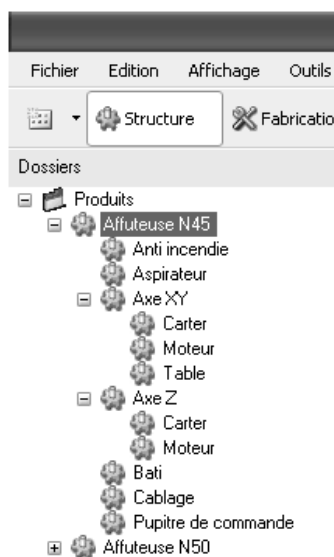 Fichier Edition Affichage Outils
Structure Fabricatio
Dossiers
Produits
Affuteuse N45
Anti incendie
Aspirateur
Axe XY
Carter
Moteur
Table
Axe Z
Carter
Moteur
Bati
Cablage
Pupitre de commande
Affuteuse N50